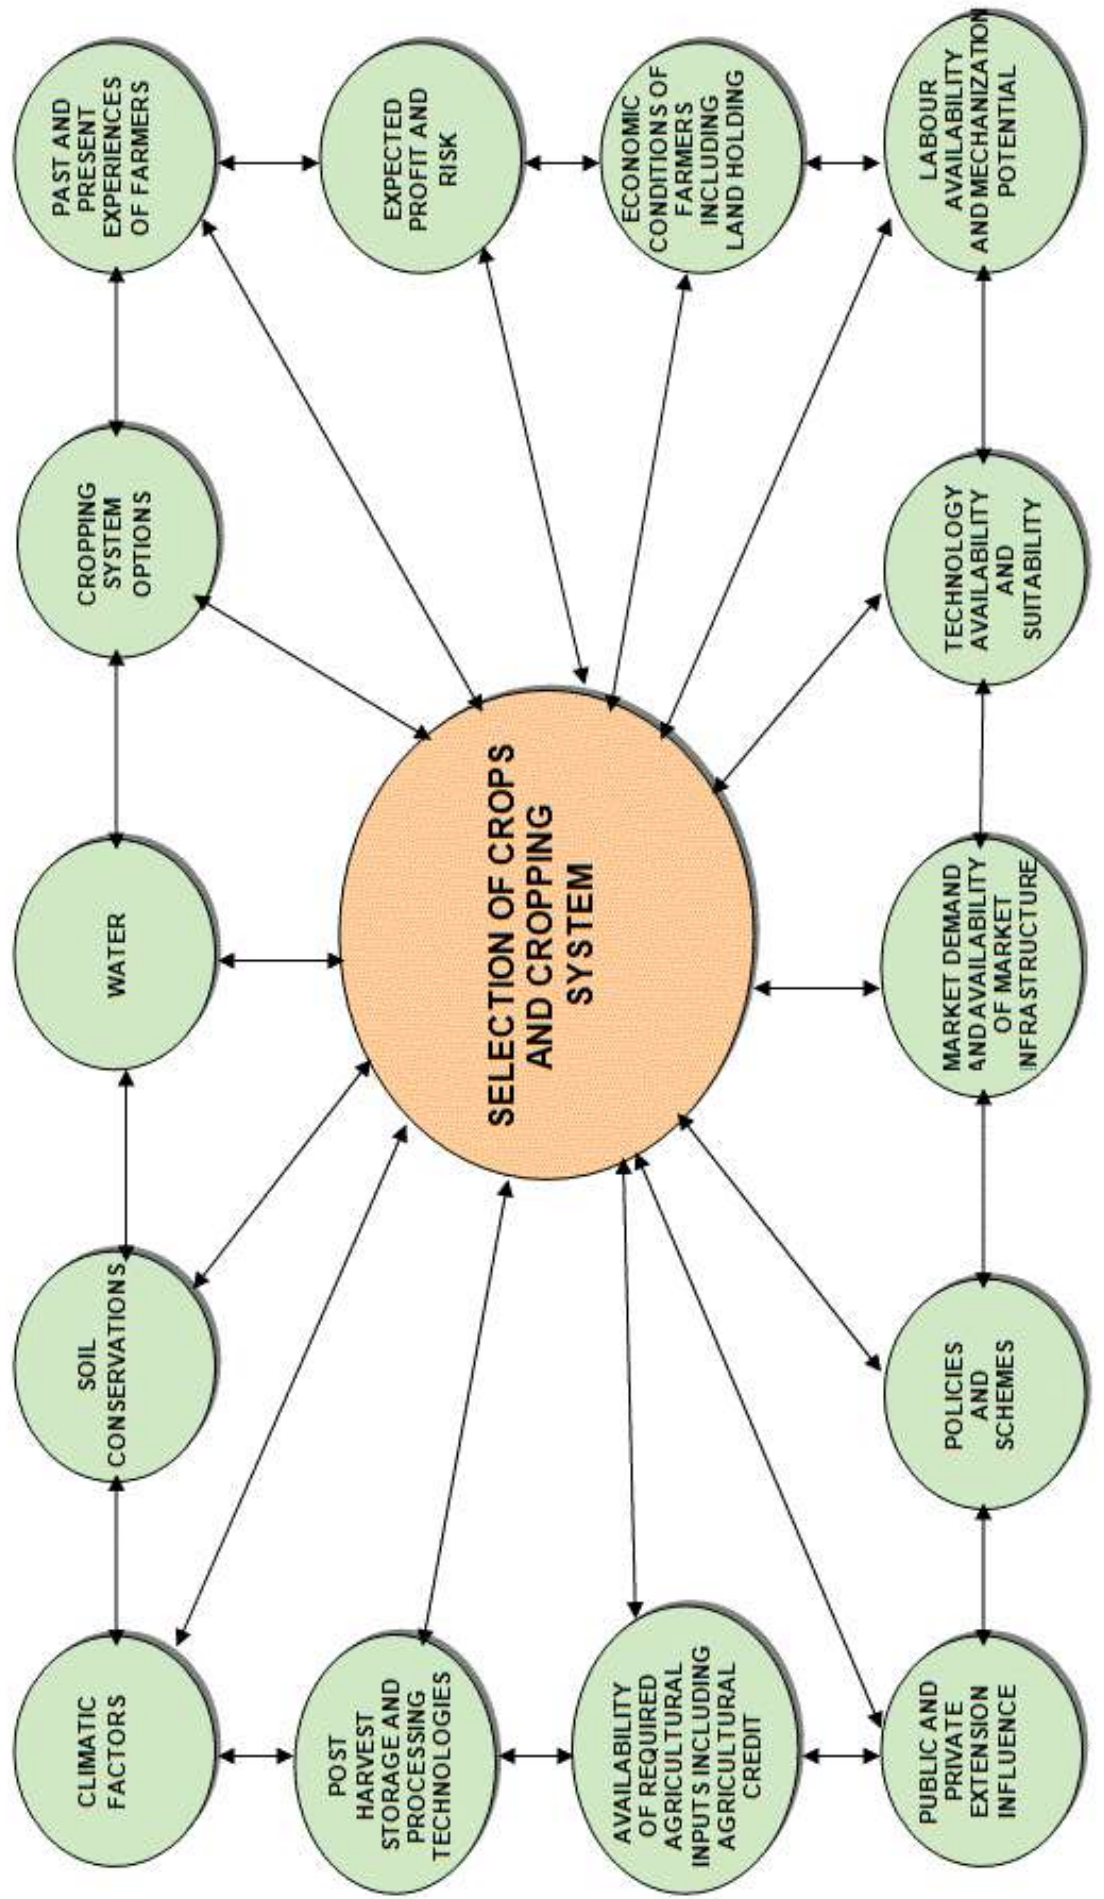 CLIMATIC
FACTORS
SOIL
CONSERVATIONS
WATER
CROPPING
SYSTEM
OPTIONS
PAST AND
PRESENT
EXPERIENCES
OF FARMERS
POST
HARVEST
STORAGE AND
PROCESSING
TECHNOLOGIES
SELECTION OF CROPS
AND CROPPING
SYSTEM
EXPECTED
PROFIT AND
RISK
AVAILABILITY
OF REQUIRED
AGRICULTURAL
INPUTS INCLUDING
AGRICULTURAL
CREDIT
ECONOMIC
CONDITIONS OF
FARMERS
INCLUDING
LAND HOLDING
PUBLIC AND
PRIVATE
EXTENSION
INFLUENCE
POLICIES
AND
SCHEMES
MARKET DEMAND
AND AVAILABILITY
OF MARKET
NFRASTRUCTURE
TECHNOLOGY
AVAILABILITY
AND
SUITABILITY
LABOUR
AVAILABILITY
AND MECHANIZATION
POTENTIAL